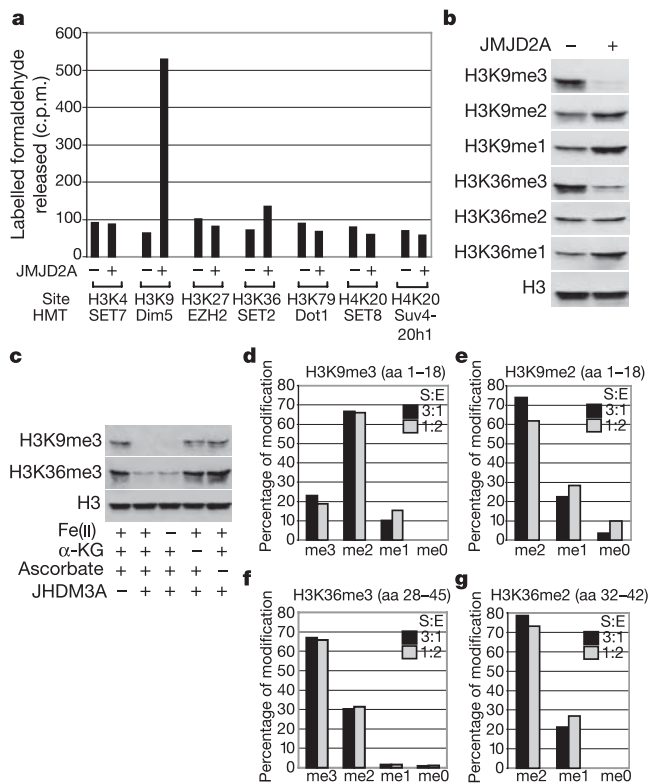 a
600
500
400
300
200
100
0
Labelled formaldehyde
released (c.p.m.)
JMJD2A − + − + − + − + − + − + − +
Site H3K4 H3K9 H3K27 H3K36 H3K79 H4K20 H4K20
HMT SET7 Dim5 EZH2 SET2 Dot1 SET8 Suv4-
20h1
b
JMJD2A − +
H3K9me3
H3K9me2
H3K9me1
H3K36me3
H3K36me2
H3K36me1
H3
c
H3K9me3
H3K36me3
H3
Fe(II) + + − + +
α-KG + + + − +
Ascorbate + + + + −
JHDM3A − + + + +
d
H3K9me3 (aa 1–18)
Percentage of modification
80
70
60
50
40
30
20
10
0
S:E
3:1
1:2
me3 me2 me1 me0
e
H3K9me2 (aa 1–18)
Percentage of modification
80
70
60
50
40
30
20
10
0
S:E
3:1
1:2
me2 me1 me0
f
H3K36me3 (aa 28–45)
Percentage of modification
80
70
60
50
40
30
20
10
0
S:E
3:1
1:2
me3 me2 me1 me0
g
H3K36me2 (aa 32–42)
Percentage of modification
80
70
60
50
40
30
20
10
0
S:E
3:1
1:2
me2 me1 me0